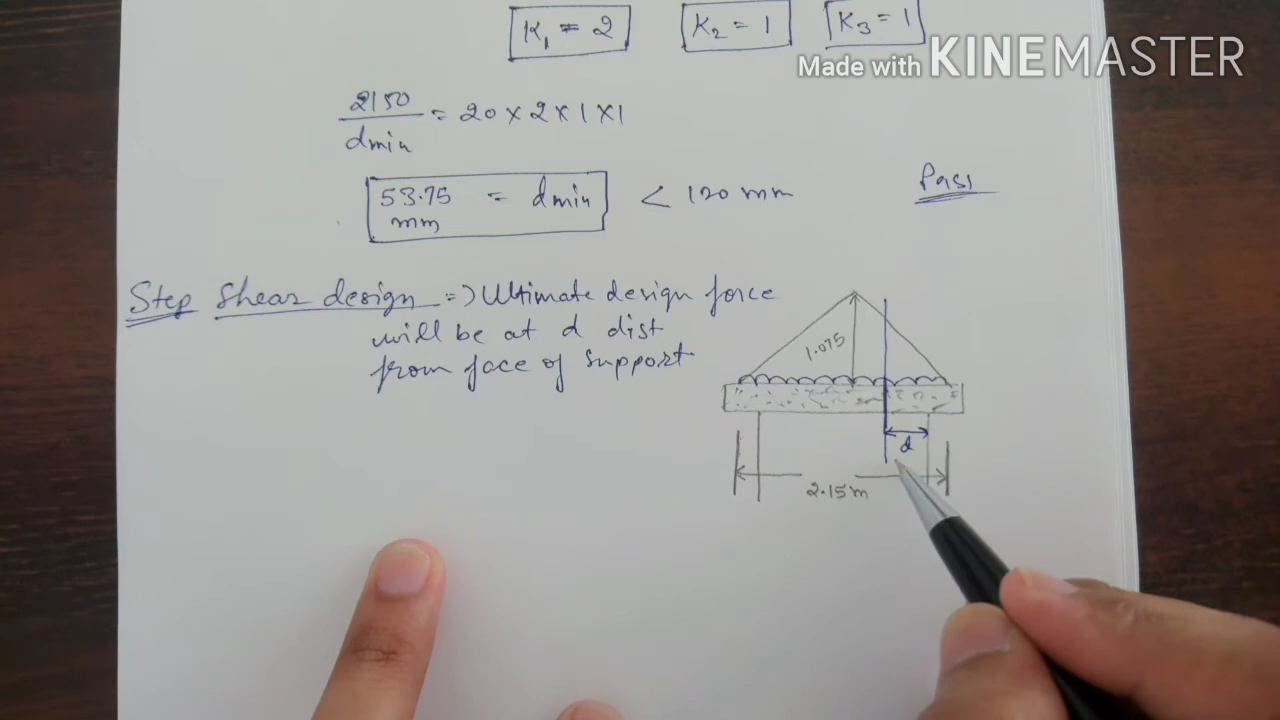 K₁ = 2 K₂ = 1 K₃ = 1
Made with KINEMASTER
2150 / dmin = 20 × 2 × 1 × 1
53.75 mm = dmin < 120 mm Pass
Step Shear design => Ultimate design force
will be at d dist
from face of support
1.075
d
2.15m